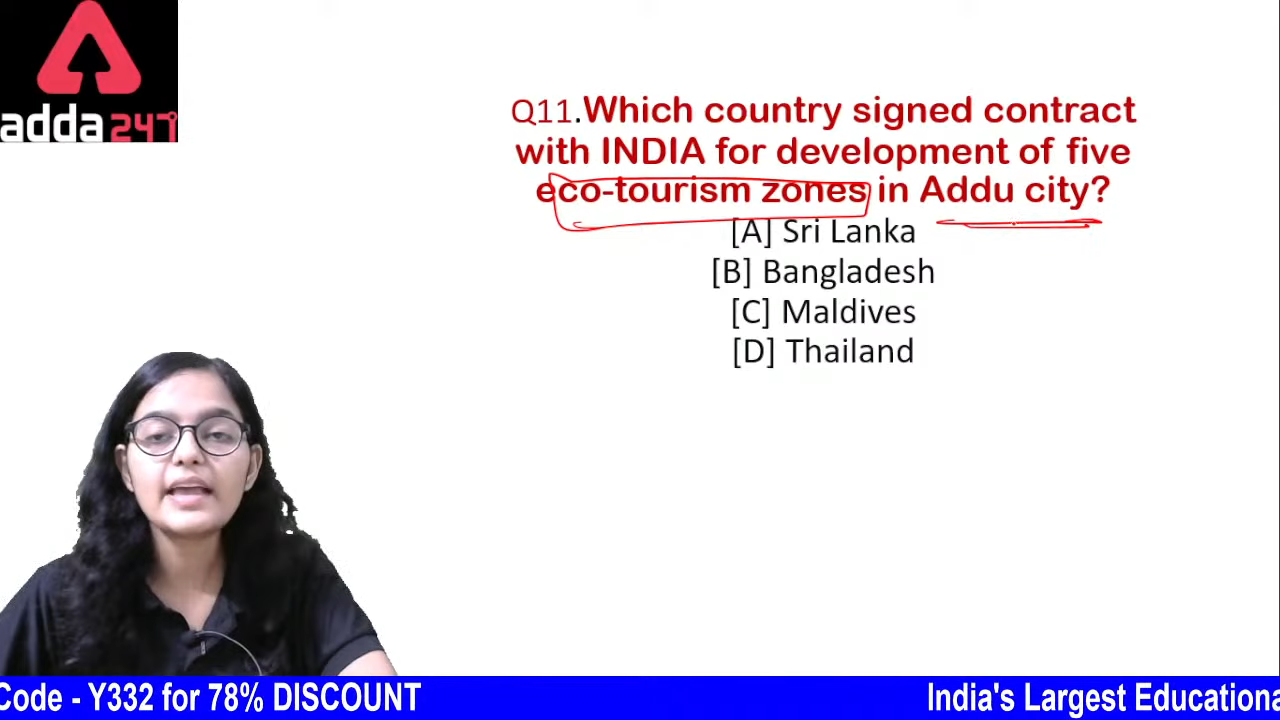 adda247
Q11.Which country signed contract
with INDIA for development of five
eco-tourism zones in Addu city?
[A] Sri Lanka
[B] Bangladesh
[C] Maldives
[D] Thailand
Code - Y332 for 78% DISCOUNT
India's Largest Educationa